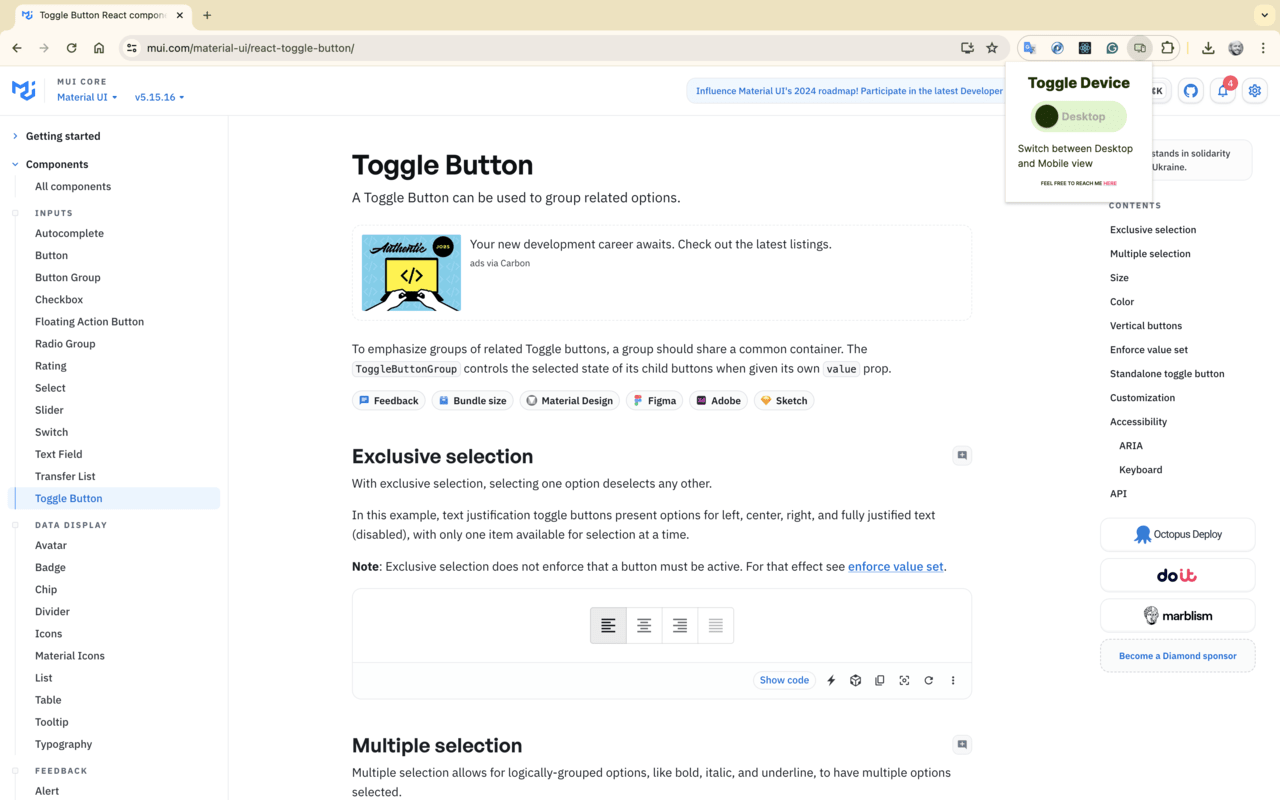 Toggle Button React compon
mui.com/material-ui/react-toggle-button/
MUI CORE
Material UI
v5.15.16
Influence Material UI's 2024 roadmap! Participate in the latest Developer
⌘K
4
Toggle Device
Desktop
Switch between Desktop
and Mobile view
FEEL FREE TO REACH ME HERE
stands in solidarity
Ukraine.
Getting started
Components
All components
INPUTS
Autocomplete
Button
Button Group
Checkbox
Floating Action Button
Radio Group
Rating
Select
Slider
Switch
Text Field
Transfer List
Toggle Button
DATA DISPLAY
Avatar
Badge
Chip
Divider
Icons
Material Icons
List
Table
Tooltip
Typography
FEEDBACK
Alert
Toggle Button
A Toggle Button can be used to group related options.
Authentic
JOBS
</>
Your new development career awaits. Check out the latest listings.
ads via Carbon
To emphasize groups of related Toggle buttons, a group should share a common container. The
ToggleButtonGroup controls the selected state of its child buttons when given its own value prop.
Feedback
Bundle size
Material Design
Figma
Adobe
Sketch
Exclusive selection
With exclusive selection, selecting one option deselects any other.
In this example, text justification toggle buttons present options for left, center, right, and fully justified text
(disabled), with only one item available for selection at a time.
Note: Exclusive selection does not enforce that a button must be active. For that effect see enforce value set.
Show code
Multiple selection
Multiple selection allows for logically-grouped options, like bold, italic, and underline, to have multiple options
selected.
CONTENTS
Exclusive selection
Multiple selection
Size
Color
Vertical buttons
Enforce value set
Standalone toggle button
Customization
Accessibility
ARIA
Keyboard
API
Octopus Deploy
doit
marblism
Become a Diamond sponsor